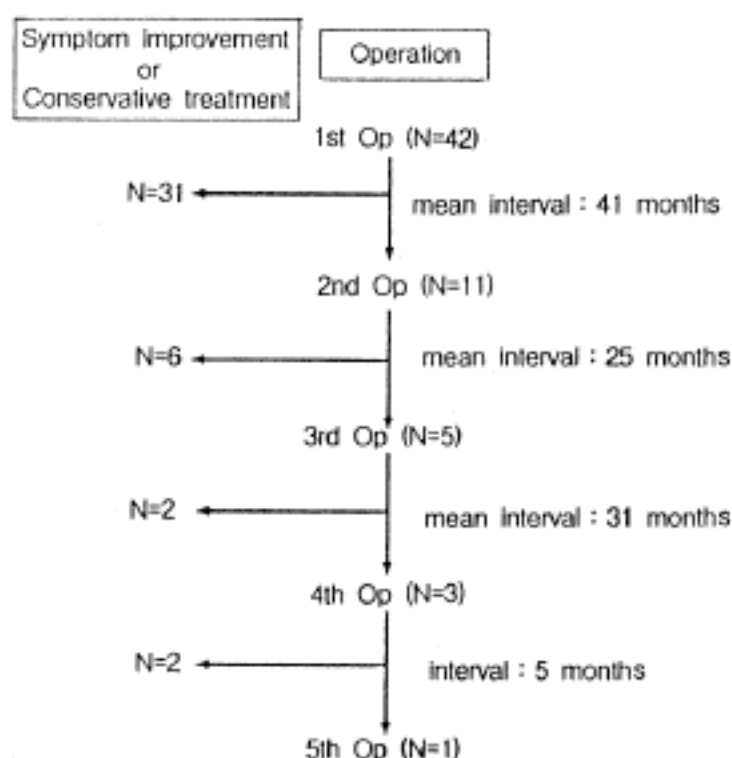 Symptom improvement
or
Conservative treatment
Operation
1st Op (N=42)
N=31
mean interval : 41 months
2nd Op (N=11)
N=6
mean interval : 25 months
3rd Op (N=5)
N=2
mean interval : 31 months
4th Op (N=3)
N=2
interval : 5 months
5th Op (N=1)